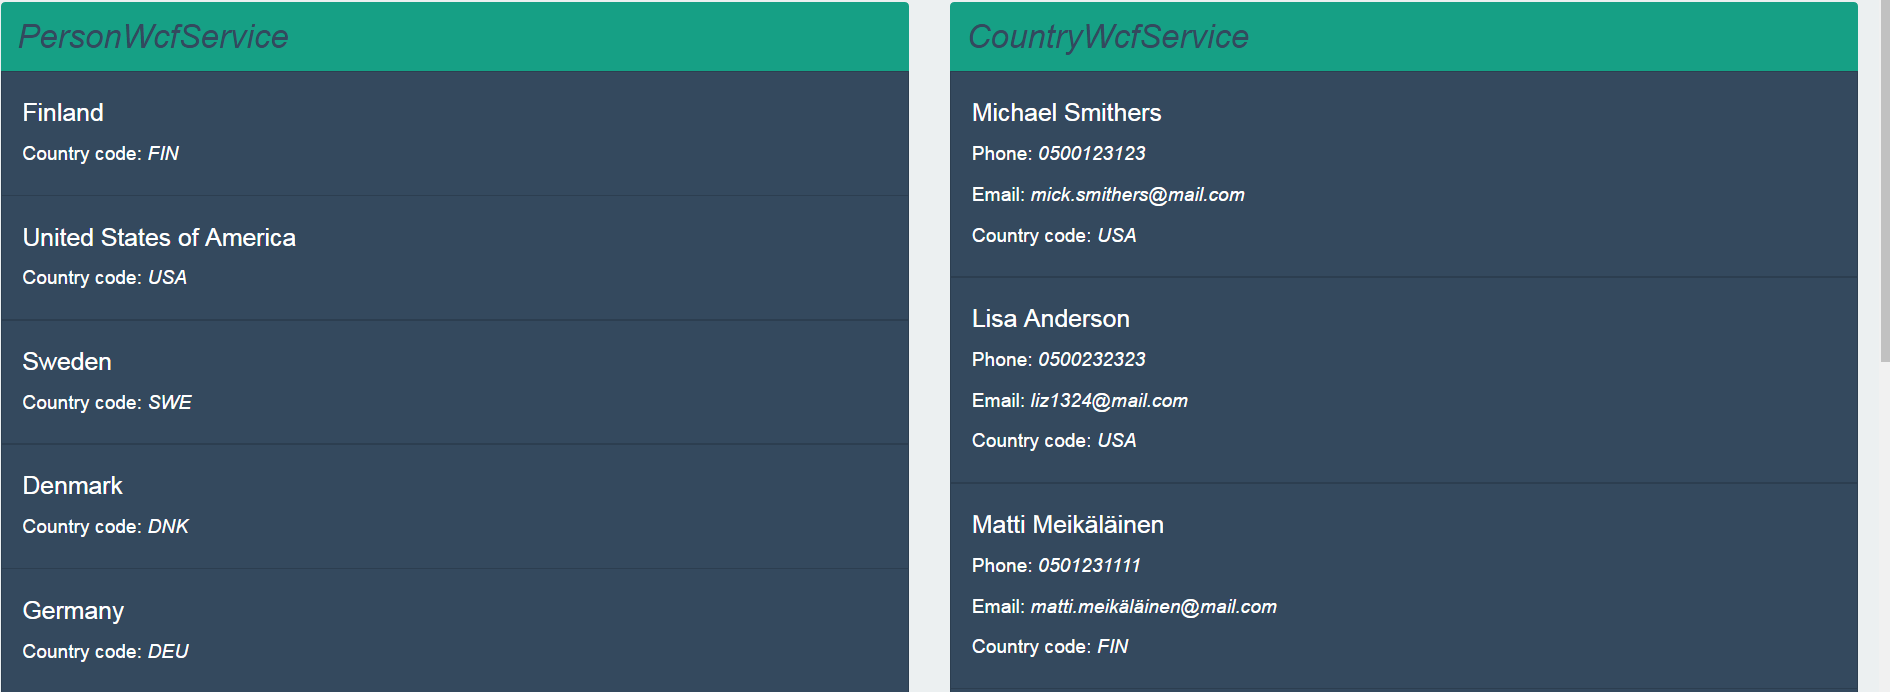 PersonWcfService
Finland
Country code: FIN
United States of America
Country code: USA
Sweden
Country code: SWE
Denmark
Country code: DNK
Germany
Country code: DEU
CountryWcfService
Michael Smithers
Phone: 0500123123
Email: mick.smithers@mail.com
Country code: USA
Lisa Anderson
Phone: 0500232323
Email: liz1324@mail.com
Country code: USA
Matti Meikäläinen
Phone: 0501231111
Email: matti.meikäläinen@mail.com
Country code: FIN